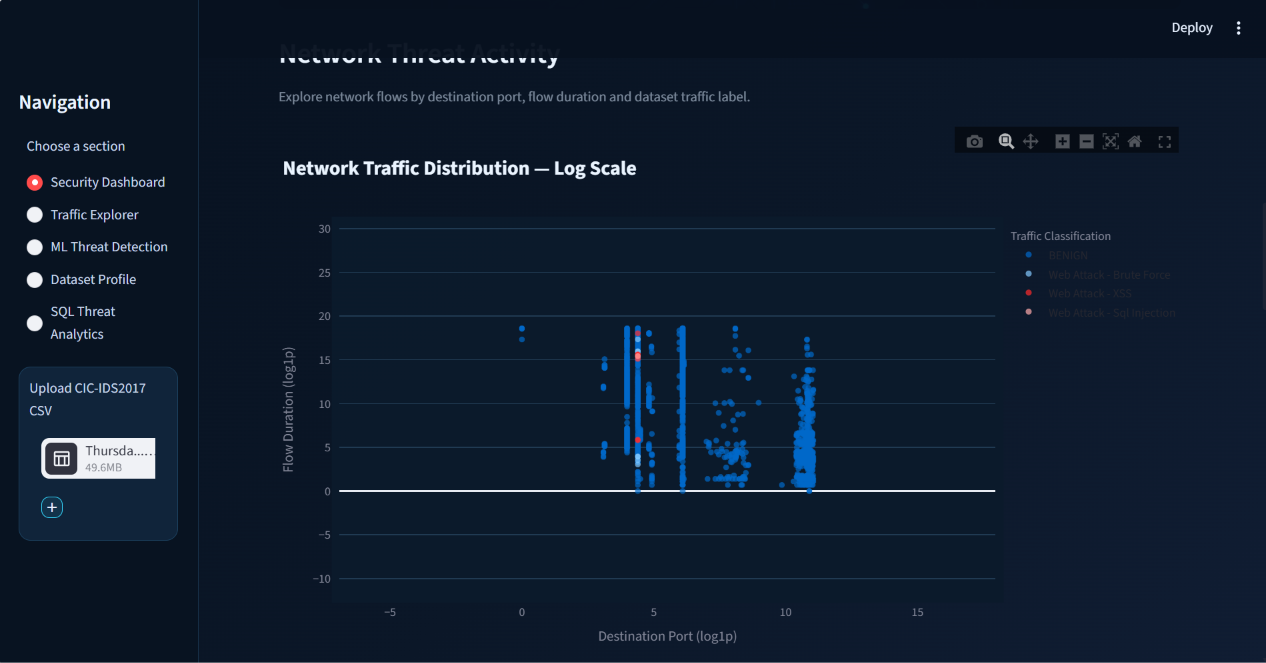 Deploy
Navigation
Choose a section
Security Dashboard
Traffic Explorer
ML Threat Detection
Dataset Profile
SQL Threat
Analytics
Upload CIC-IDS2017
CSV
Thursda......
49.6MB
Network Threat Activity
Explore network flows by destination port, flow duration and dataset traffic label.
Network Traffic Distribution — Log Scale
Flow Duration (log1p)
30
25
20
15
10
5
0
−5
−10
−5
0
5
10
15
Destination Port (log1p)
Traffic Classification
BENIGN
Web Attack - Brute Force
Web Attack - XSS
Web Attack - Sql Injection